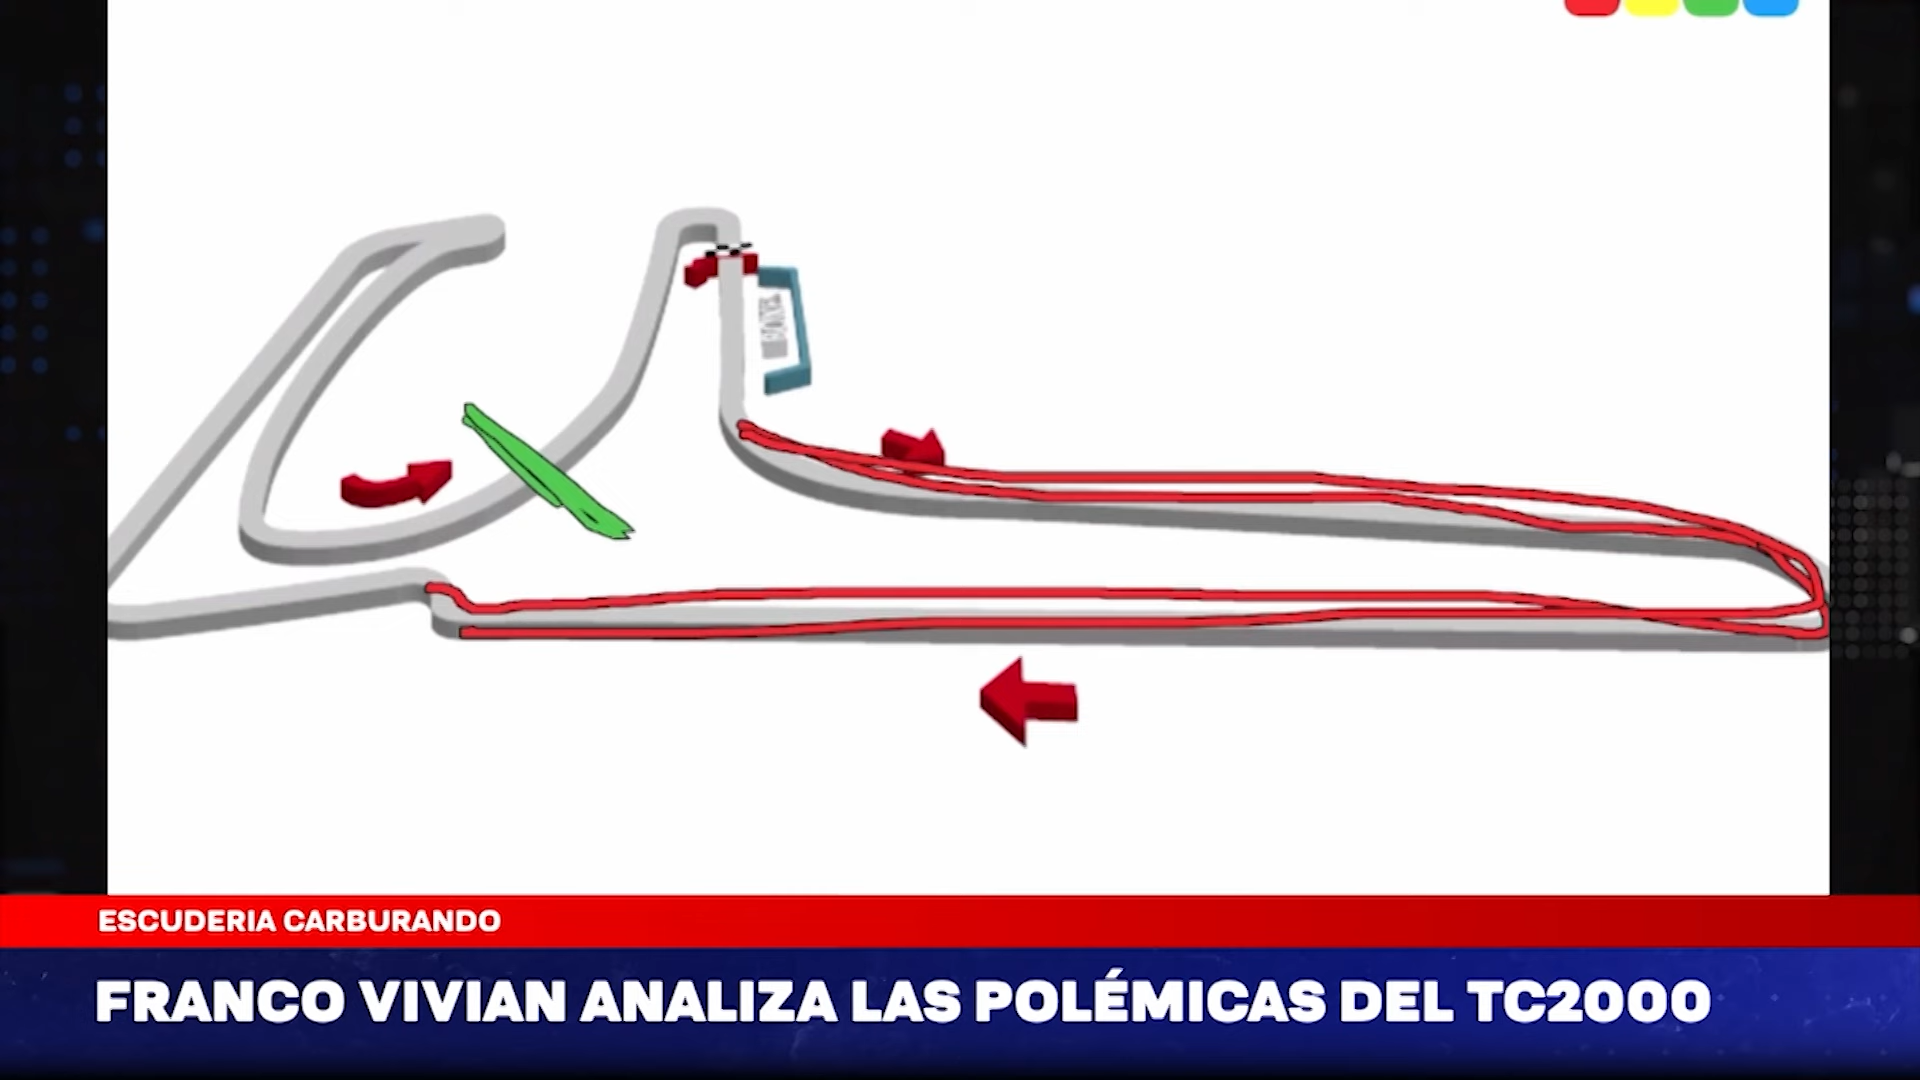 ESCUDERIA CARBURANDO
FRANCO VIVIAN ANALIZA LAS POLÉMICAS DEL TC2000